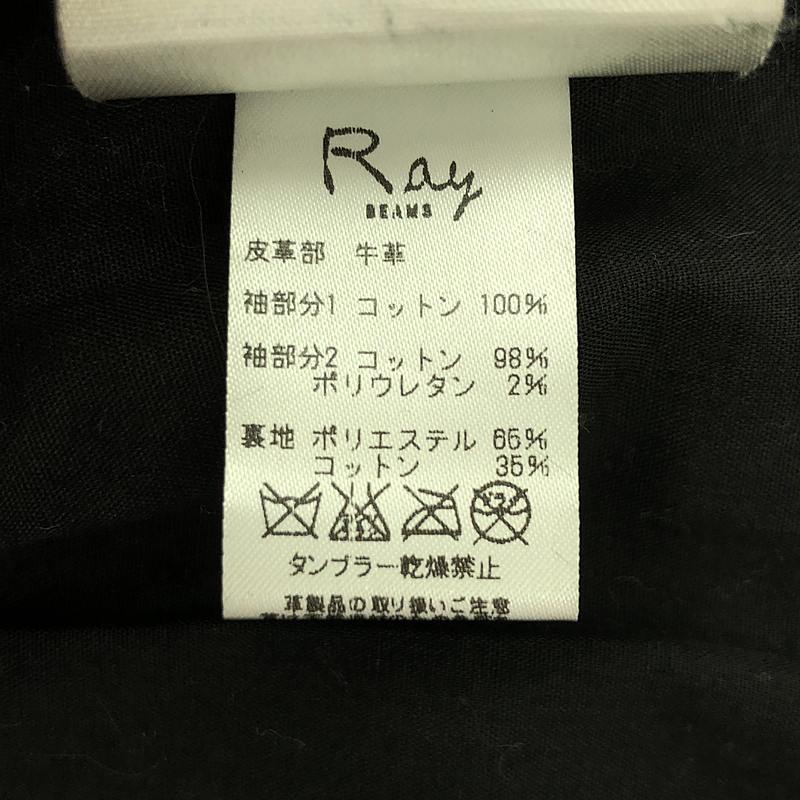 Ray
BEAMS
皮革部 牛革
袖部分1 コットン 100%
袖部分2 コットン 98%
ポリウレタン 2%
裏地 ポリエステル 65%
コットン 35%
タンブラー乾燥禁止
革製品の取り扱いご注意